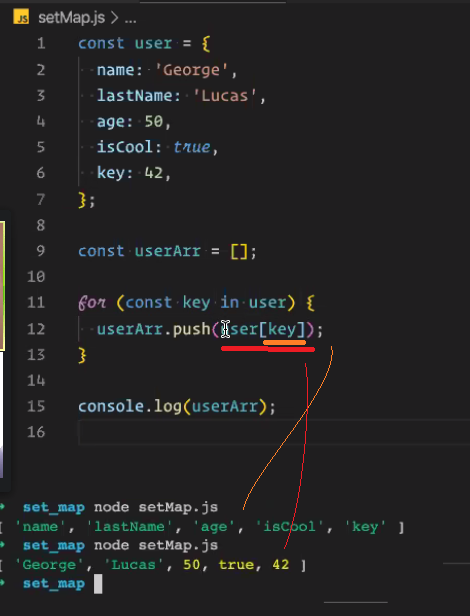 JS setMap.js > ...
1 const user = {
2 name: 'George',
3 lastName: 'Lucas',
4 age: 50,
5 isCool: true,
6 key: 42,
7 };
8
9 const userArr = [];
10
11 for (const key in user) {
12 userArr.push(user[key]);
13 }
14
15 console.log(userArr);
16
set_map node setMap.js
[ 'name', 'lastName', 'age', 'isCool', 'key' ]
set_map node setMap.js
[ 'George', 'Lucas', 50, true, 42 ]
set_map